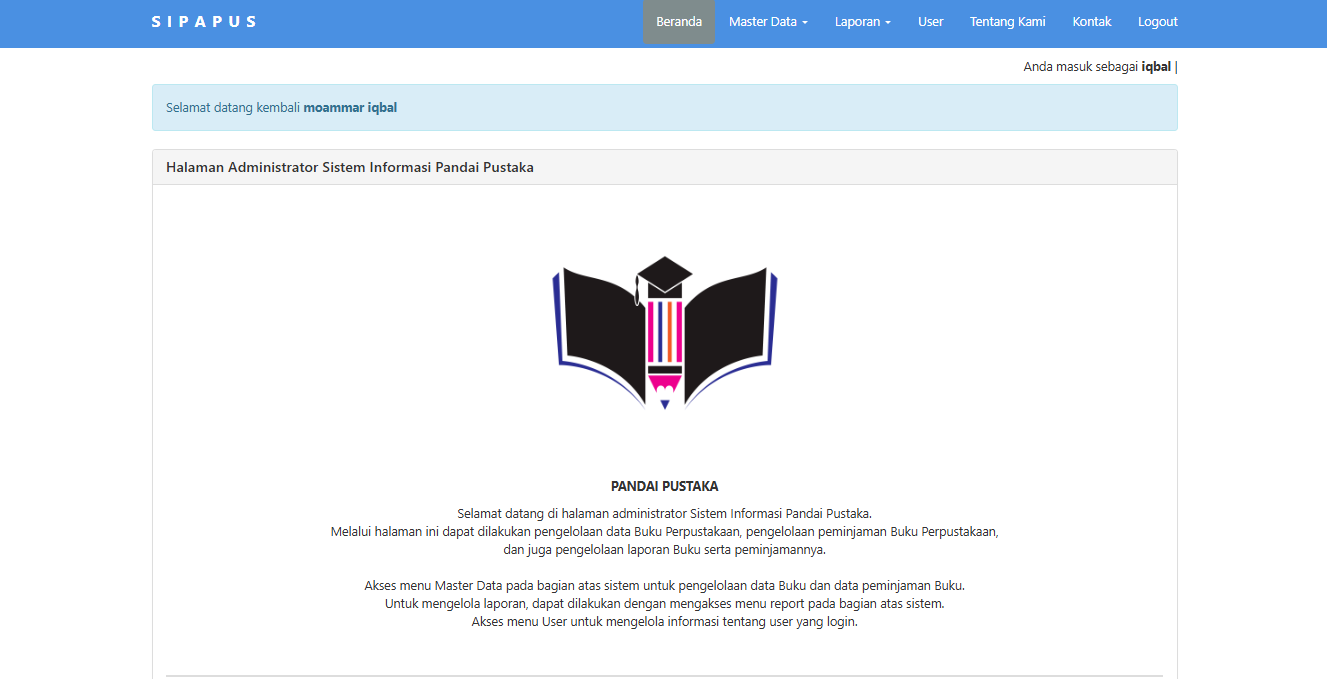 SIPAPUS
Beranda Master Data Laporan User Tentang Kami Kontak Logout
Anda masuk sebagai iqbal |
Selamat datang kembali moammar iqbal
Halaman Administrator Sistem Informasi Pandai Pustaka
PANDAI PUSTAKA
Selamat datang di halaman administrator Sistem Informasi Pandai Pustaka.
Melalui halaman ini dapat dilakukan pengelolaan data Buku Perpustakaan, pengelolaan peminjaman Buku Perpustakaan,
dan juga pengelolaan laporan Buku serta peminjamannya.
Akses menu Master Data pada bagian atas sistem untuk pengelolaan data Buku dan data peminjaman Buku.
Untuk mengelola laporan, dapat dilakukan dengan mengakses menu report pada bagian atas sistem.
Akses menu User untuk mengelola informasi tentang user yang login.